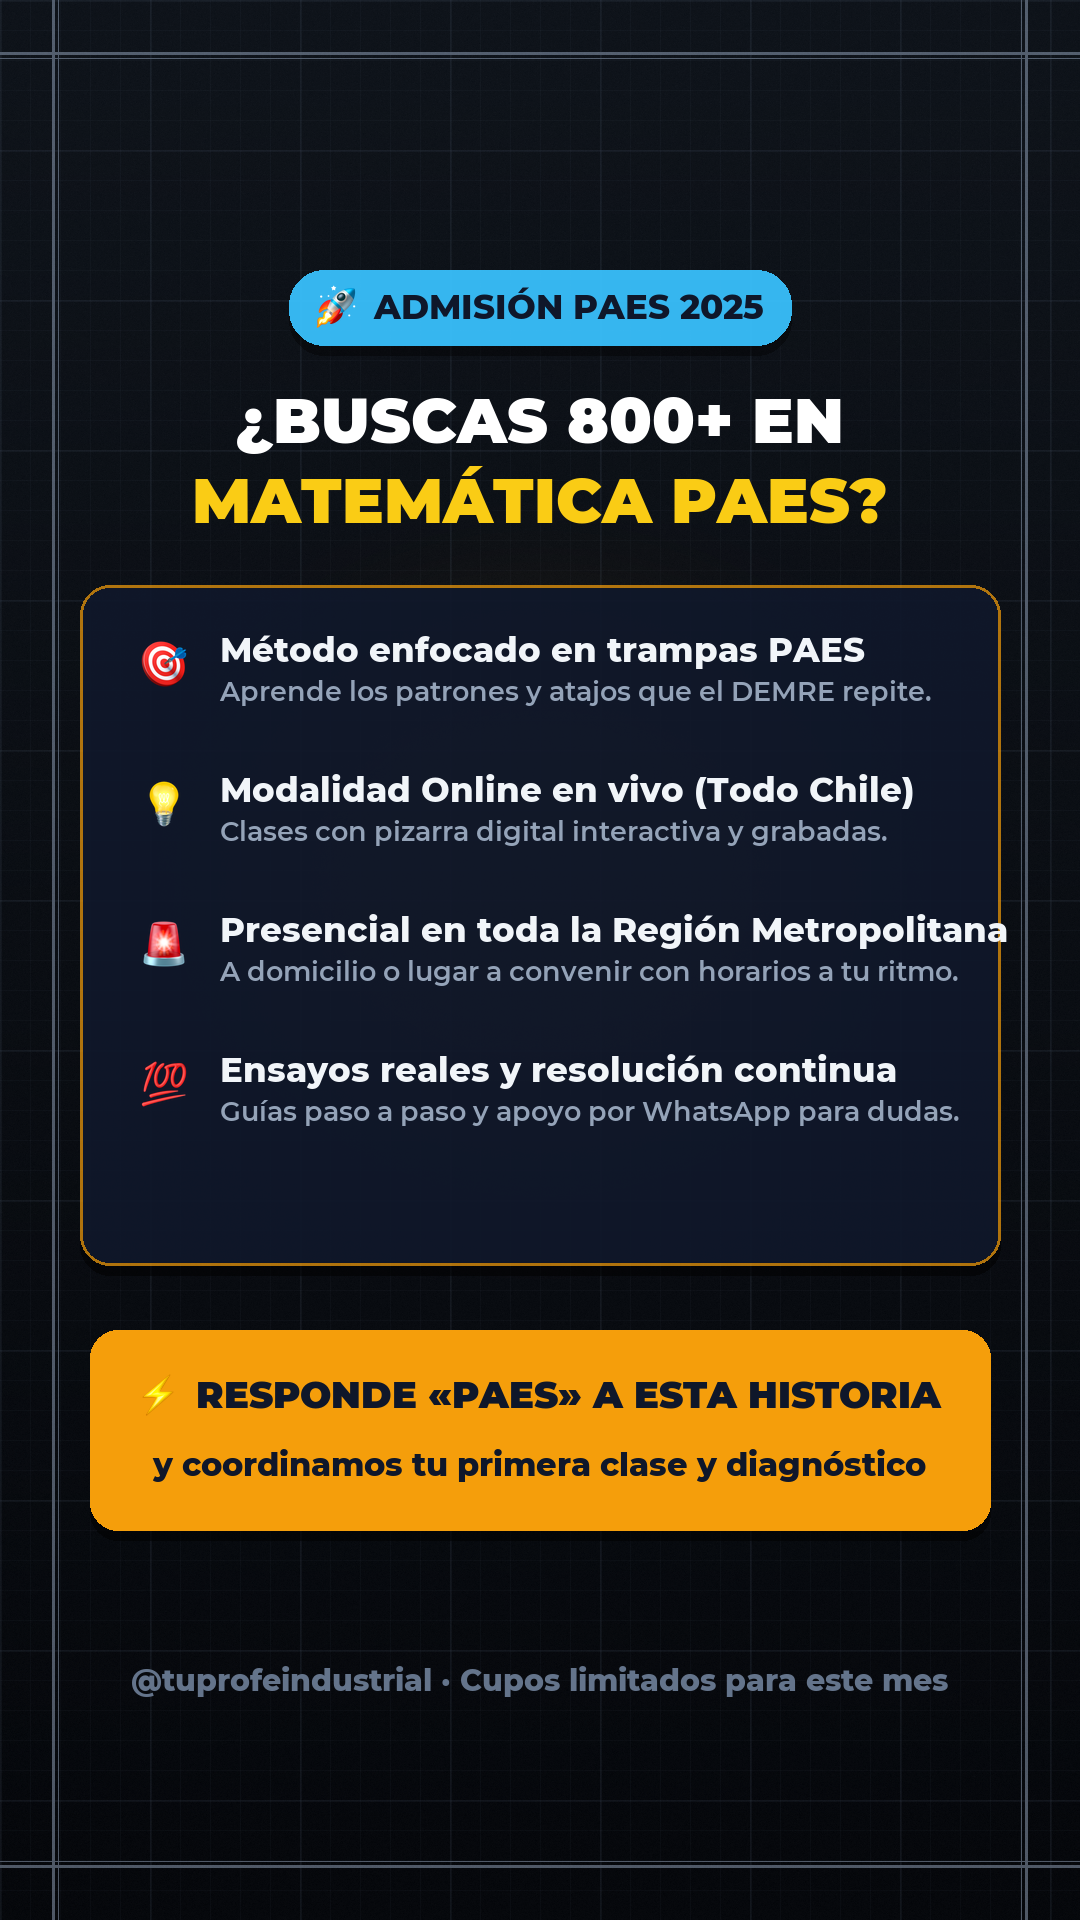 🚀 ADMISIÓN PAES 2025
¿BUSCAS 800+ EN
MATEMÁTICA PAES?
🎯 Método enfocado en trampas PAES
Aprende los patrones y atajos que el DEMRE repite.
💡 Modalidad Online en vivo (Todo Chile)
Clases con pizarra digital interactiva y grabadas.
🚨 Presencial en toda la Región Metropolitana
A domicilio o lugar a convenir con horarios a tu ritmo.
💯 Ensayos reales y resolución continua
Guías paso a paso y apoyo por WhatsApp para dudas.
⚡ RESPONDE «PAES» A ESTA HISTORIA
y coordinamos tu primera clase y diagnóstico
@tuprofeindustrial · Cupos limitados para este mes